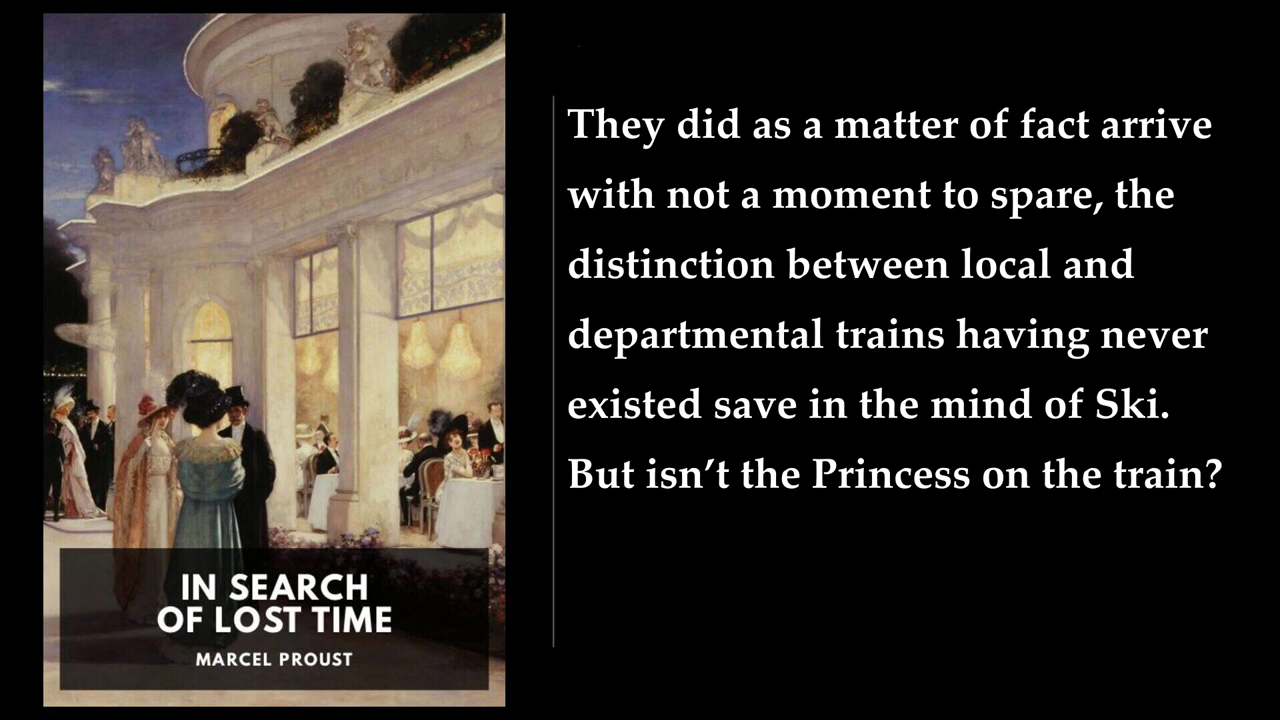 They did as a matter of fact arrive
with not a moment to spare, the
distinction between local and
departmental trains having never
existed save in the mind of Ski.
But isn’t the Princess on the train?
IN SEARCH
OF LOST TIME
MARCEL PROUST